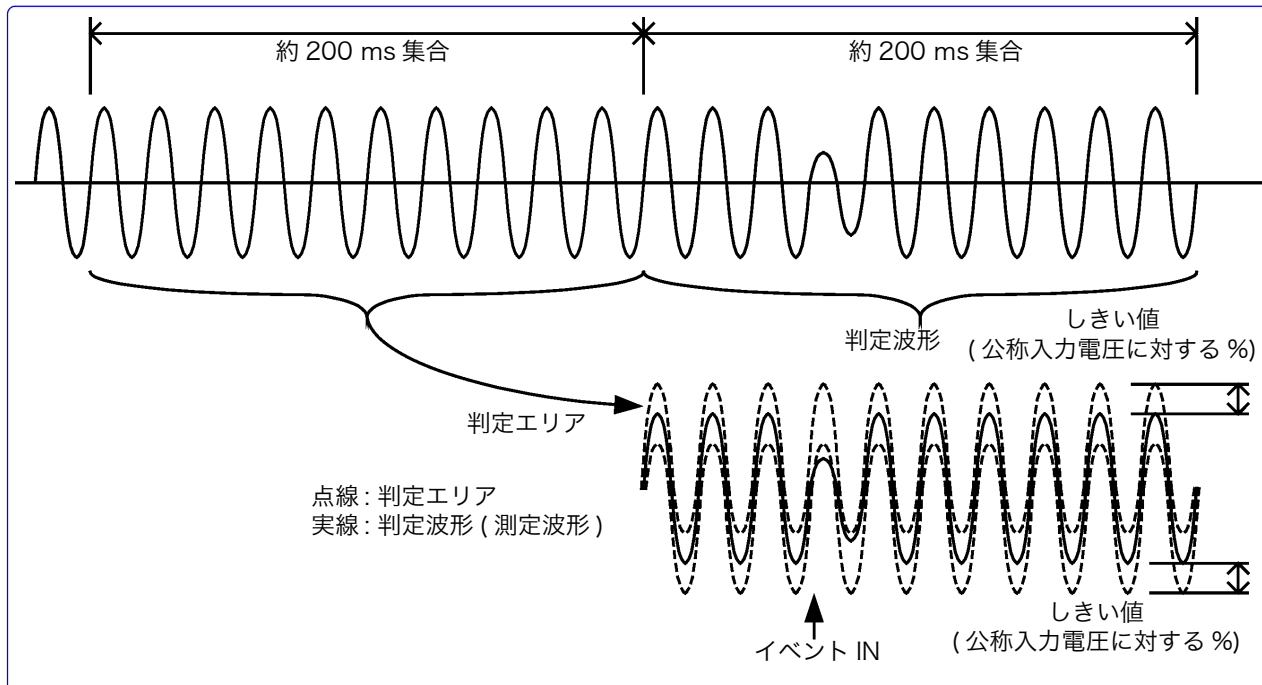 約 200 ms 集合
約 200 ms 集合
判定波形
しきい値
( 公称入力電圧に対する %)
判定エリア
点線 : 判定エリア
実線 : 判定波形 ( 測定波形 )
しきい値
( 公称入力電圧に対する %)
イベント IN